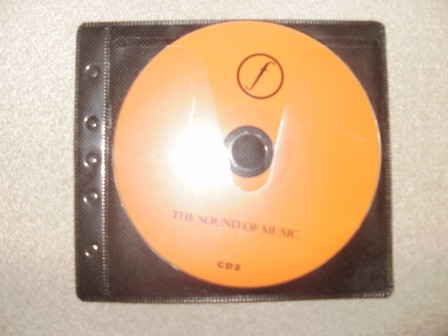 f
THE SOUND OF MUSIC
CD2